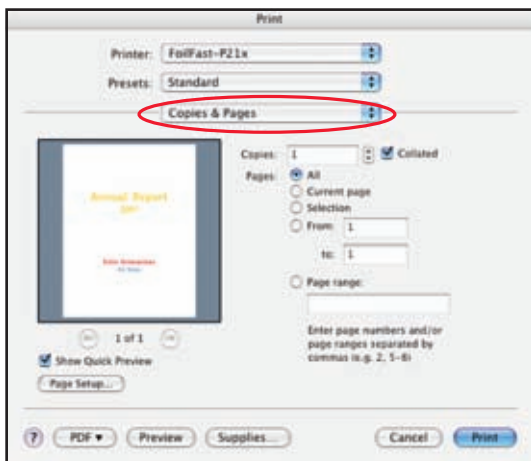 Print
Printer: FoilFast-P21x
Presets: Standard
Copies & Pages
Copies: 1 Collated
Pages: All
Current page
Selection
From: 1
to: 1
Page range:
Enter page numbers and/or
page ranges separated by
commas (e.g. 2, 5-8)
Annual Report
1 of 1
Show Quick Preview
Page Setup...
? PDF Preview Supplies... Cancel Print